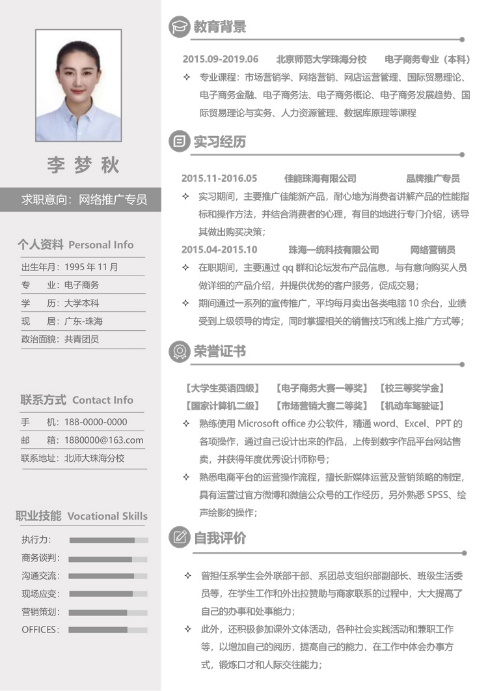 李梦秋
求职意向：网络推广专员
个人资料 Personal Info
出生年月：1995 年 11 月
专 业：电子商务
学 历：大学本科
现 居：广东-珠海
政治面貌：共青团员
联系方式 Contact Info
手 机：188-0000-0000
邮 箱：1880000@163.com
联系地址：北师大珠海分校
职业技能 Vocational Skills
执行力：
商务谈判：
沟通交流：
现场应变：
营销策划：
OFFICES：
教育背景
2015.09-2019.06 北京师范大学珠海分校 电子商务专业（本科）
专业课程：市场营销学、网络营销、网店运营管理、国际贸易理论、
电子商务金融、电子商务法、电子商务概论、电子商务发展趋势、国
际贸易理论与实务、人力资源管理、数据库原理等课程
实习经历
2015.11-2016.05 佳能珠海有限公司 品牌推广专员
实习期间，主要推广佳能新产品，耐心地为消费者讲解产品的性能指
标和操作方法，并结合消费者的心理，有目的地进行专门介绍，诱导
其做出购买决策；
2015.04-2015.10 珠海一统科技有限公司 网络营销员
在职期间，主要通过 qq 群和论坛发布产品信息，与有意向购买人员
做详细的产品介绍，并提供优势的客户服务，促成交易；
期间通过一系列的宣传推广，平均每月卖出各类电脑 10 余台，业绩
受到上级领导的肯定，同时掌握相关的销售技巧和线上推广方式等；
荣誉证书
【大学生英语四级】 【电子商务大赛一等奖】 【校三等奖学金】
【国家计算机二级】 【市场营销大赛二等奖】 【机动车驾驶证】
熟练使用 Microsoft office 办公软件，精通 word、Excel、PPT 的
各项操作，通过自己设计出来的作品，上传到数字作品平台网站售
卖，并获得年度优秀设计师称号；
熟悉电商平台的运营操作流程，擅长新媒体运营及营销策略的制定，
具有运营过官方微博和微信公众号的工作经历，另外熟悉 SPSS、绘
声绘影的操作；
自我评价
曾担任系学生会外联部干部、系团总支组织部副部长、班级生活委
员等，在学生工作和外出拉赞助与商家联系的过程中，大大提高了
自己的办事和处事能力；
此外，还积极参加课外文体活动，各种社会实践活动和兼职工作
等，以增加自己的阅历，提高自己的能力，在工作中体会办事方
式，锻炼口才和人际交往能力；